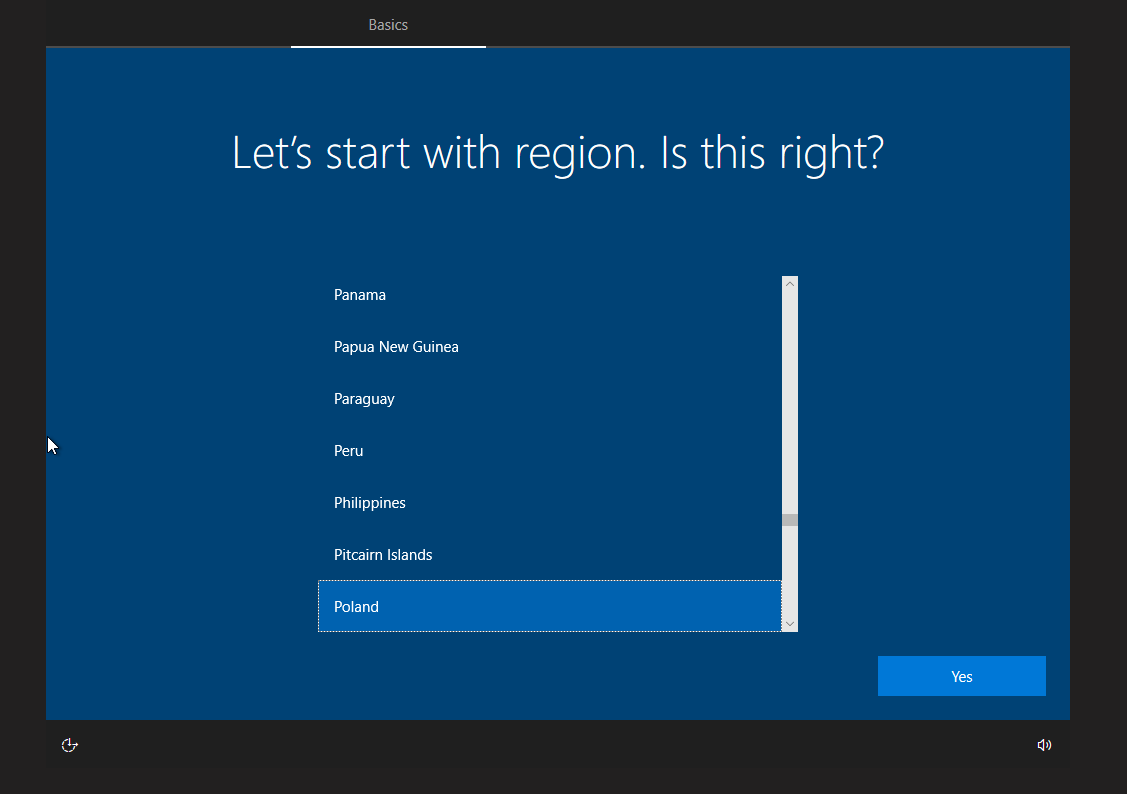 Basics
Let’s start with region. Is this right?
Panama
Papua New Guinea
Paraguay
Peru
Philippines
Pitcairn Islands
Poland
Yes